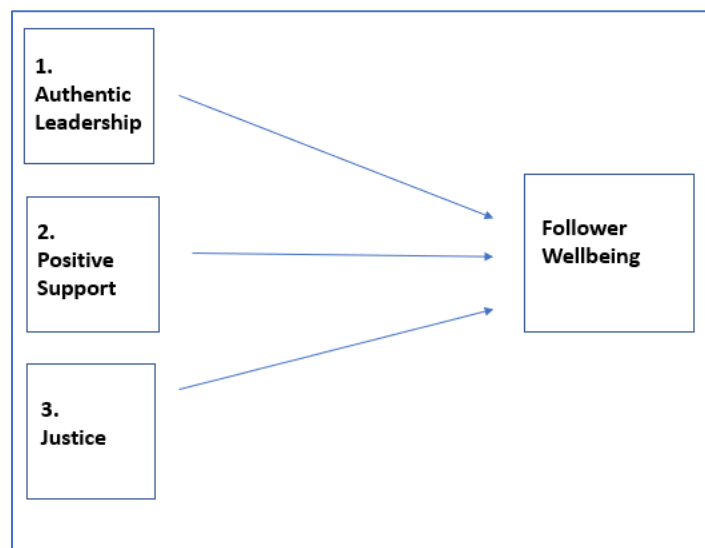 1.
Authentic
Leadership
2.
Positive
Support
3.
Justice
Follower
Wellbeing